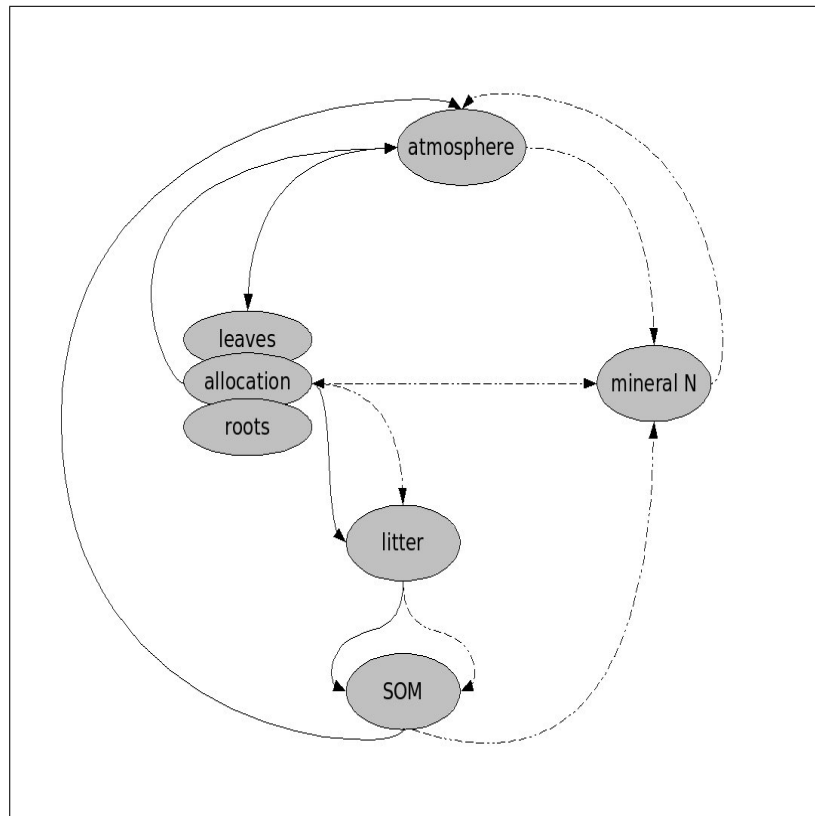 atmosphere
leaves
allocation
mineral N
roots
litter
SOM